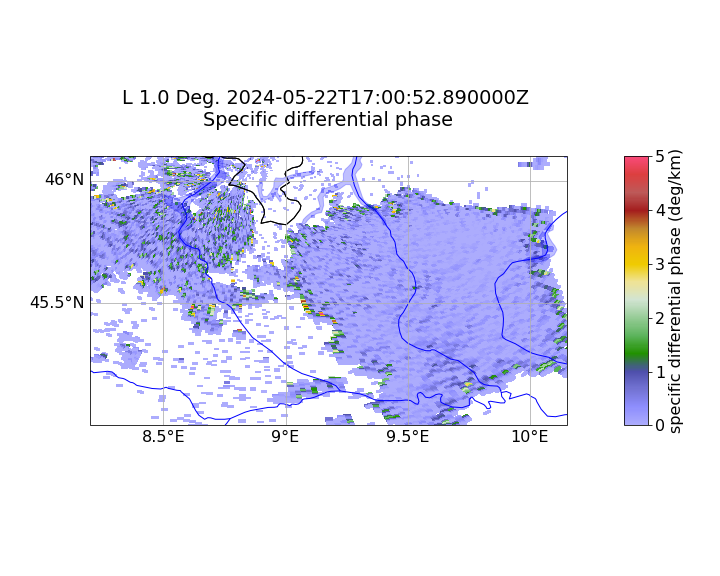 L 1.0 Deg. 2024-05-22T17:00:52.890000Z
Specific differential phase
46°N
45.5°N
8.5°E
9°E
9.5°E
10°E
5
4
3
2
1
0
specific differential phase (deg/km)